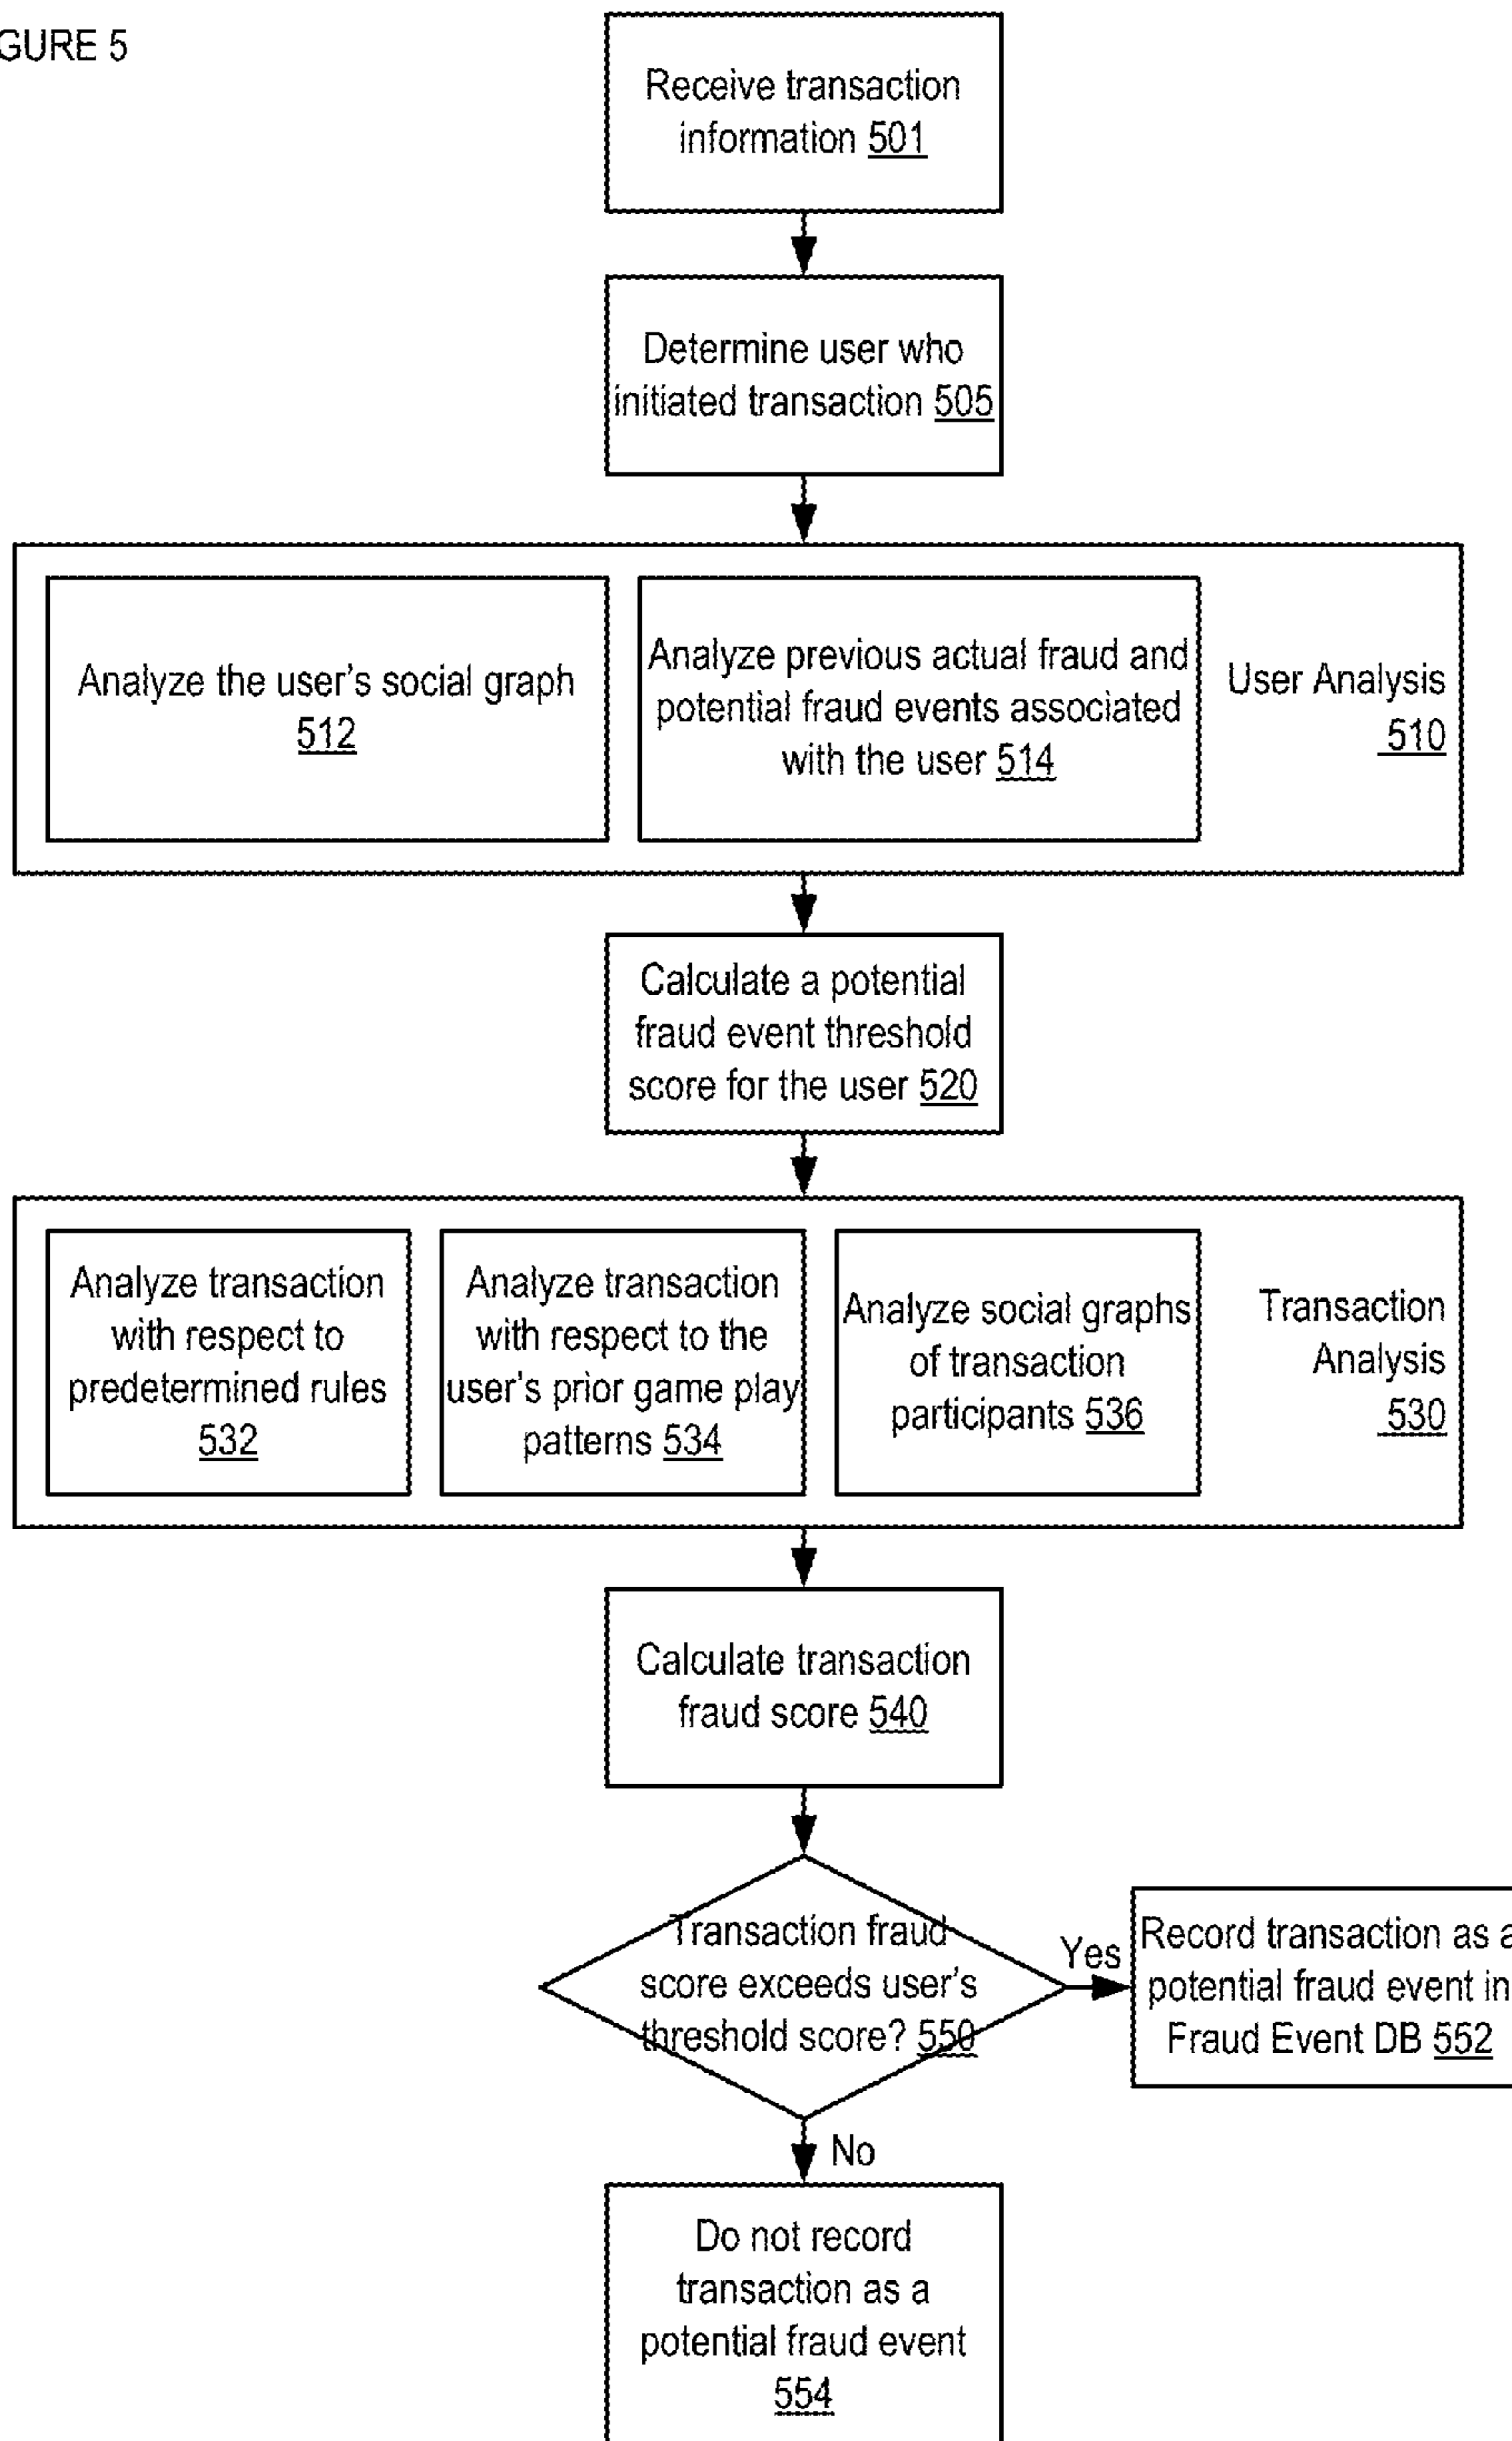 GURE 5
Receive transaction
information 501
Determine user who
initiated transaction 505
Analyze the user's social graph
512
Analyze previous actual fraud and
potential fraud events associated
with the user 514
User Analysis
510
Calculate a potential
fraud event threshold
score for the user 520
Analyze transaction
with respect to
predetermined rules
532
Analyze transaction
with respect to the
user's prior game play
patterns 534
Analyze social graphs
of transaction
participants 536
Transaction
Analysis
530
Calculate transaction
fraud score 540
Transaction fraud
score exceeds user's
threshold score? 550
Yes
Record transaction as a
potential fraud event in
Fraud Event DB 552
No
Do not record
transaction as a
potential fraud event
554